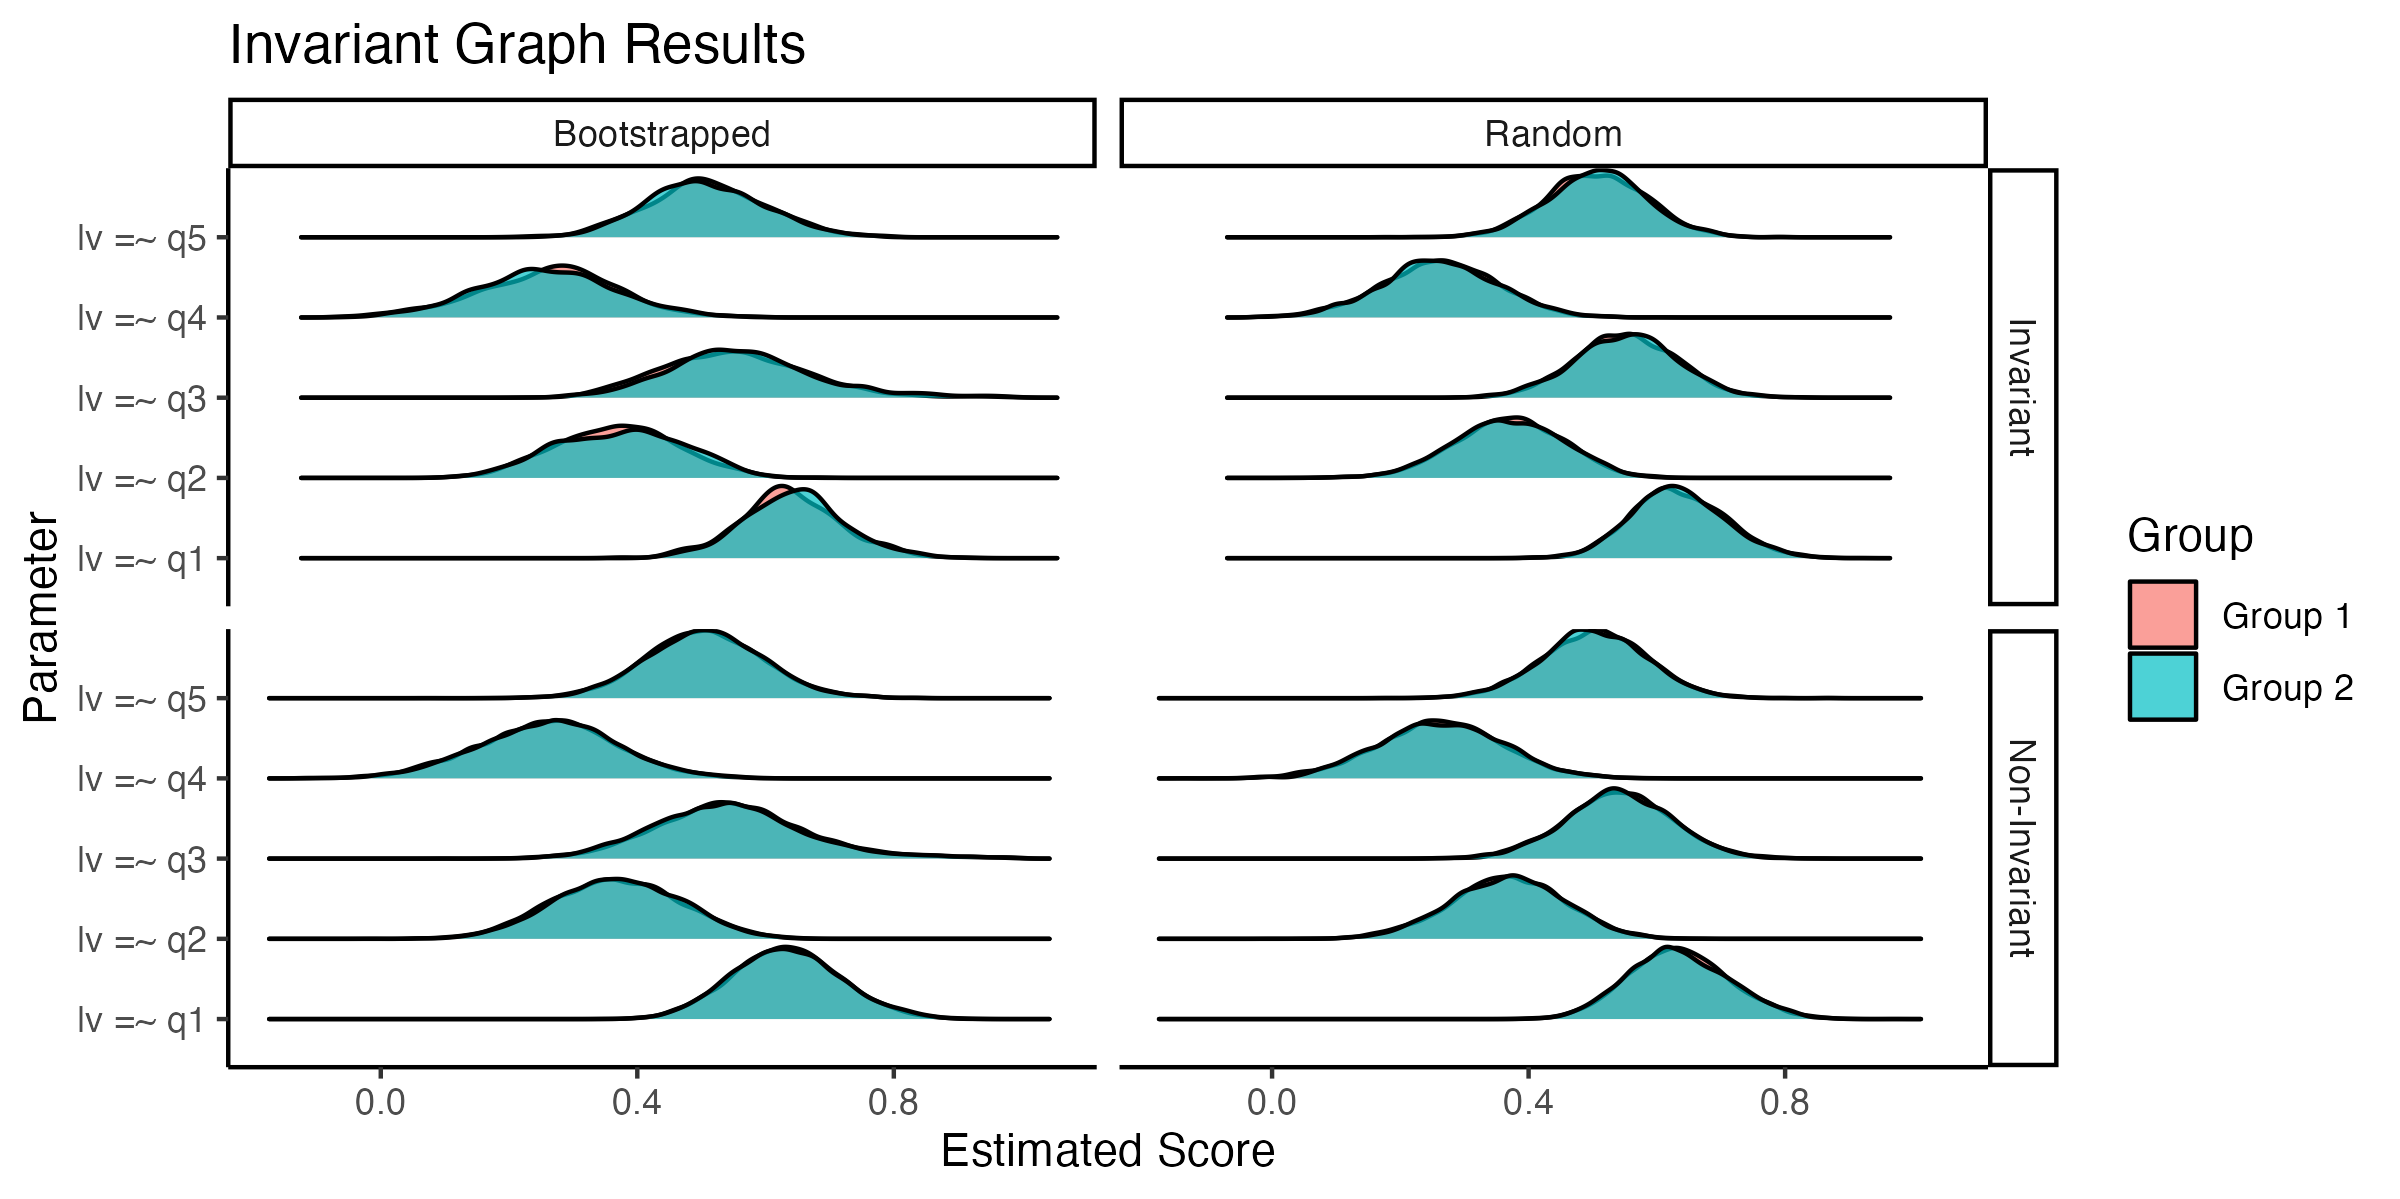 Invariant Graph Results
Bootstrapped
Random
lv =~ q5
lv =~ q4
lv =~ q3
lv =~ q2
lv =~ q1
Invariant
lv =~ q5
lv =~ q4
lv =~ q3
lv =~ q2
lv =~ q1
Non-Invariant
Parameter
0.0 0.4 0.8
0.0 0.4 0.8
Estimated Score
Group
Group 1
Group 2